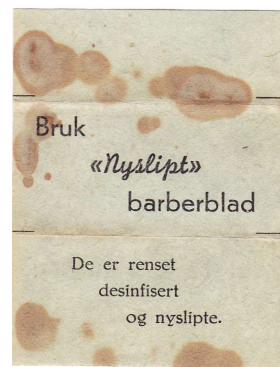 Bruk
«Nyslipt»
barberblad
De er renset
desinfisert
og nyslipte.